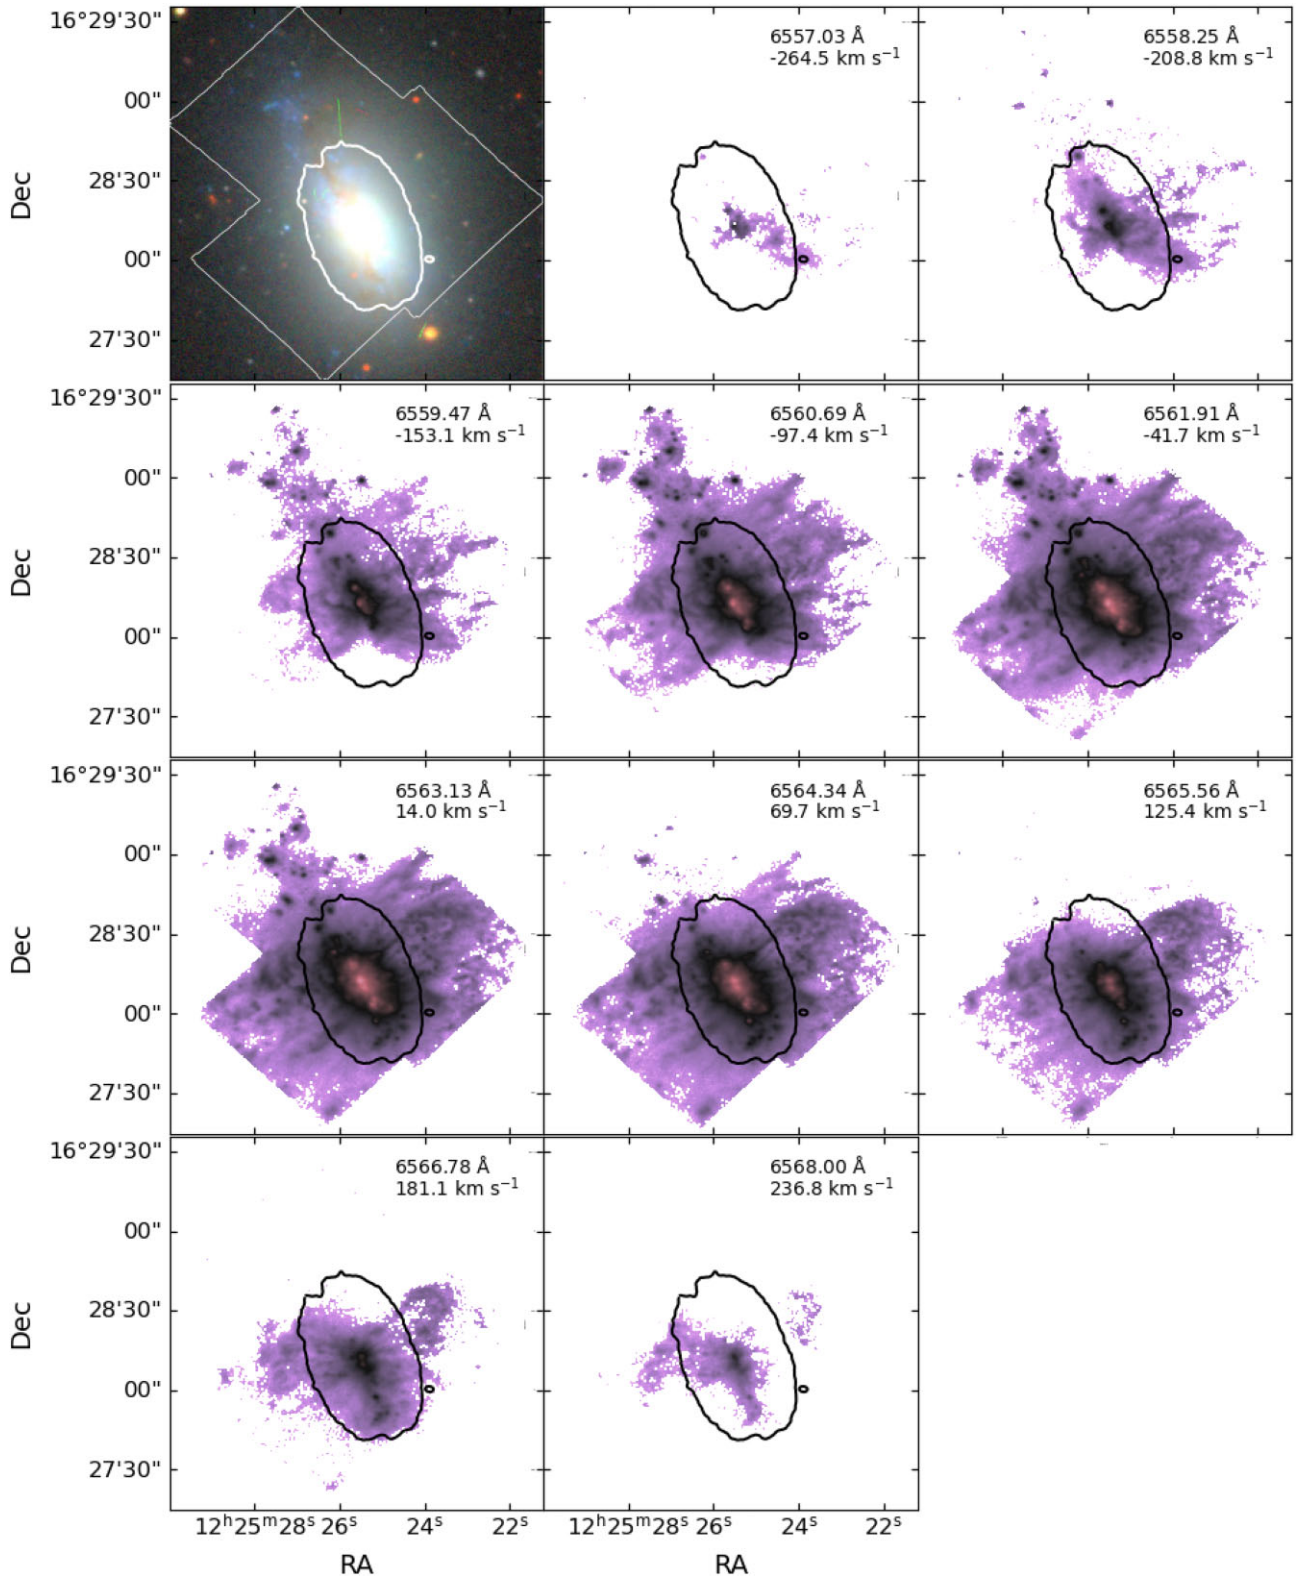 16°29'30"
00"
28'30"
00"
27'30"
Dec
6557.03 Å
-264.5 km s⁻¹
6558.25 Å
-208.8 km s⁻¹
16°29'30"
00"
28'30"
00"
27'30"
Dec
6559.47 Å
-153.1 km s⁻¹
6560.69 Å
-97.4 km s⁻¹
6561.91 Å
-41.7 km s⁻¹
16°29'30"
00"
28'30"
00"
27'30"
Dec
6563.13 Å
14.0 km s⁻¹
6564.34 Å
69.7 km s⁻¹
6565.56 Å
125.4 km s⁻¹
16°29'30"
00"
28'30"
00"
27'30"
Dec
6566.78 Å
181.1 km s⁻¹
6568.00 Å
236.8 km s⁻¹
12ʰ25ᵐ28ˢ 26ˢ 24ˢ 22ˢ
RA
12ʰ25ᵐ28ˢ 26ˢ 24ˢ 22ˢ
RA